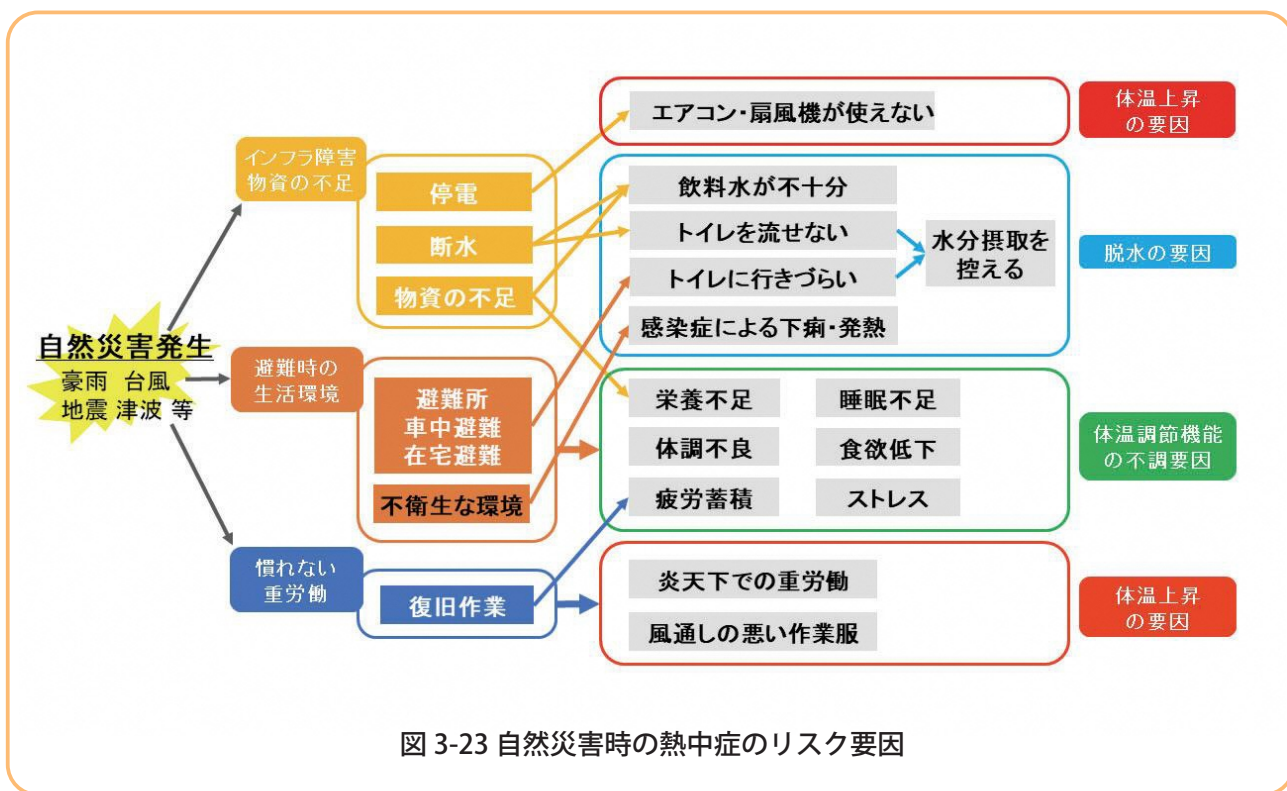 エアコン・扇風機が使えない
体温上昇
の要因
インフラ障害
物資の不足
停電
断水
物資の不足
飲料水が不十分
トイレを流せない
トイレに行きづらい
感染症による下痢・発熱
水分摂取を
控える
脱水の要因
自然災害発生
豪雨 台風
地震 津波 等
避難時の
生活環境
避難所
車中避難
在宅避難
不衛生な環境
栄養不足
睡眠不足
体調不良
食欲低下
疲労蓄積
ストレス
体温調節機能
の不調要因
慣れない
重労働
復旧作業
炎天下での重労働
風通しの悪い作業服
体温上昇
の要因
図 3-23 自然災害時の熱中症のリスク要因